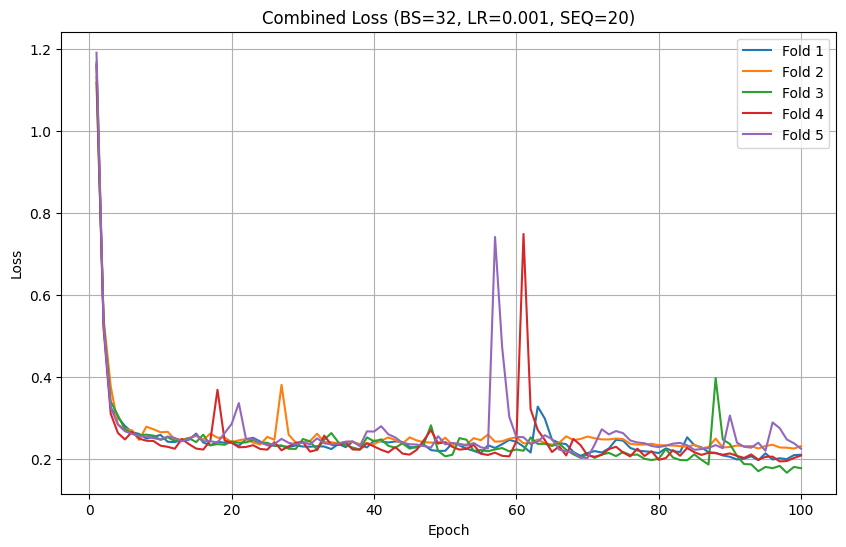 Combined Loss (BS=32, LR=0.001, SEQ=20)
Fold 1
Fold 2
Fold 3
Fold 4
Fold 5
Loss
1.2
1.0
0.8
0.6
0.4
0.2
0 20 40 60 80 100
Epoch